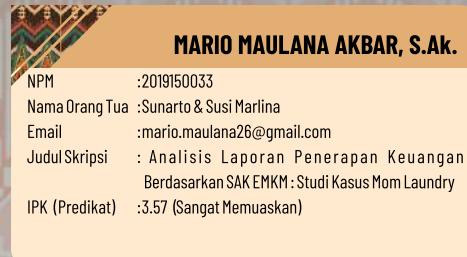 MARIO MAULANA AKBAR, S.Ak.
NPM :2019150033
Nama Orang Tua :Sunarto & Susi Marlina
Email :mario.maulana26@gmail.com
Judul Skripsi : Analisis Laporan Penerapan Keuangan
Berdasarkan SAK EMKM : Studi Kasus Mom Laundry
IPK (Predikat) :3.57 (Sangat Memuaskan)